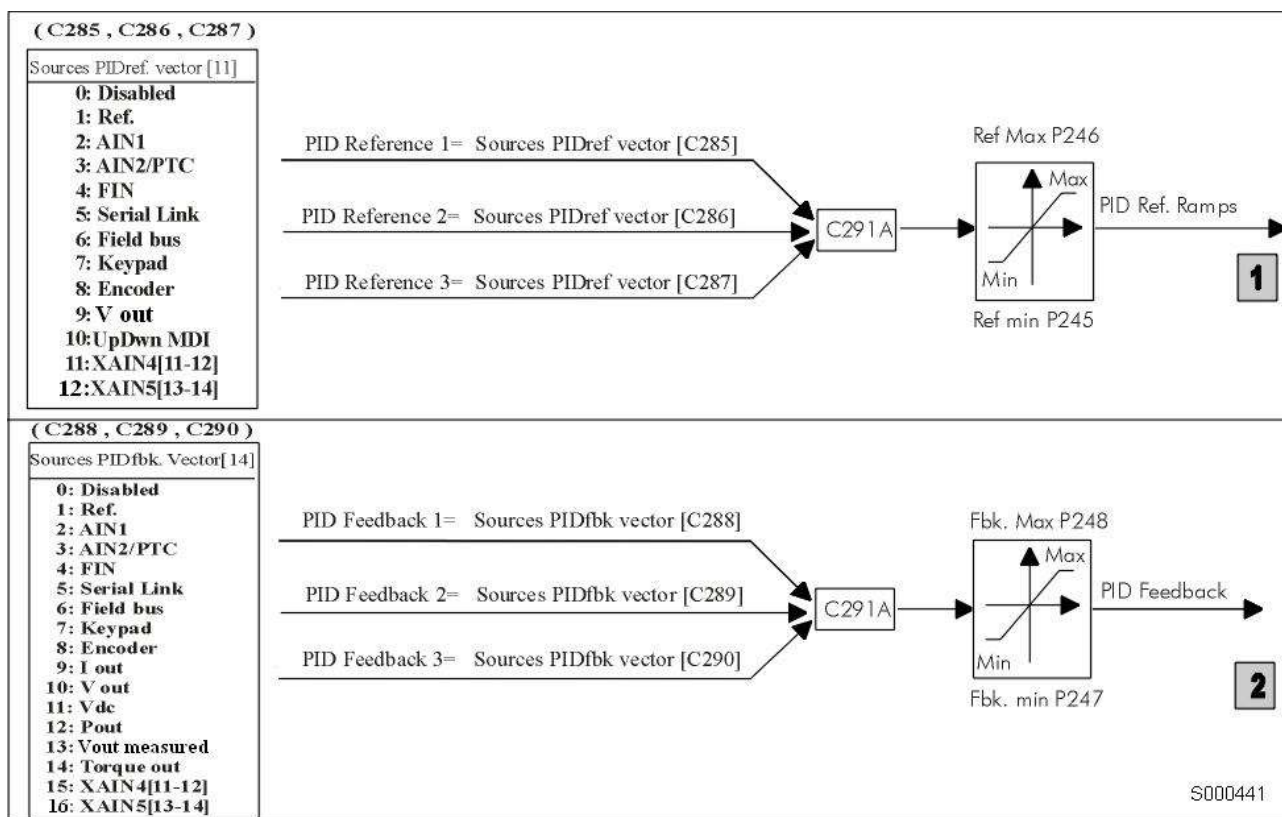 ( C285 , C286 , C287 )
Sources PIDref. vector [11]
0: Disabled
1: Ref.
2: AIN1
3: AIN2/PTC
4: FIN
5: Serial Link
6: Field bus
7: Keypad
8: Encoder
9: V out
10:UpDwn MDI
11:XAIN4[11-12]
12:XAIN5[13-14]
PID Reference 1= Sources PIDref vector [C285]
PID Reference 2= Sources PIDref vector [C286]
PID Reference 3= Sources PIDref vector [C287]
C291A
Ref Max P246
Max
Min
Ref min P245
PID Ref. Ramps
1
( C288 , C289 , C290 )
Sources PIDfbk. Vector[14]
0: Disabled
1: Ref.
2: AIN1
3: AIN2/PTC
4: FIN
5: Serial Link
6: Field bus
7: Keypad
8: Encoder
9: I out
10: V out
11: Vdc
12: Pout
13: Vout measured
14: Torque out
15: XAIN4[11-12]
16: XAIN5[13-14]
PID Feedback 1= Sources PIDfbk vector [C288]
PID Feedback 2= Sources PIDfbk vector [C289]
PID Feedback 3= Sources PIDfbk vector [C290]
C291A
Fbk. Max P248
Max
Min
Fbk. min P247
PID Feedback
2
S000441